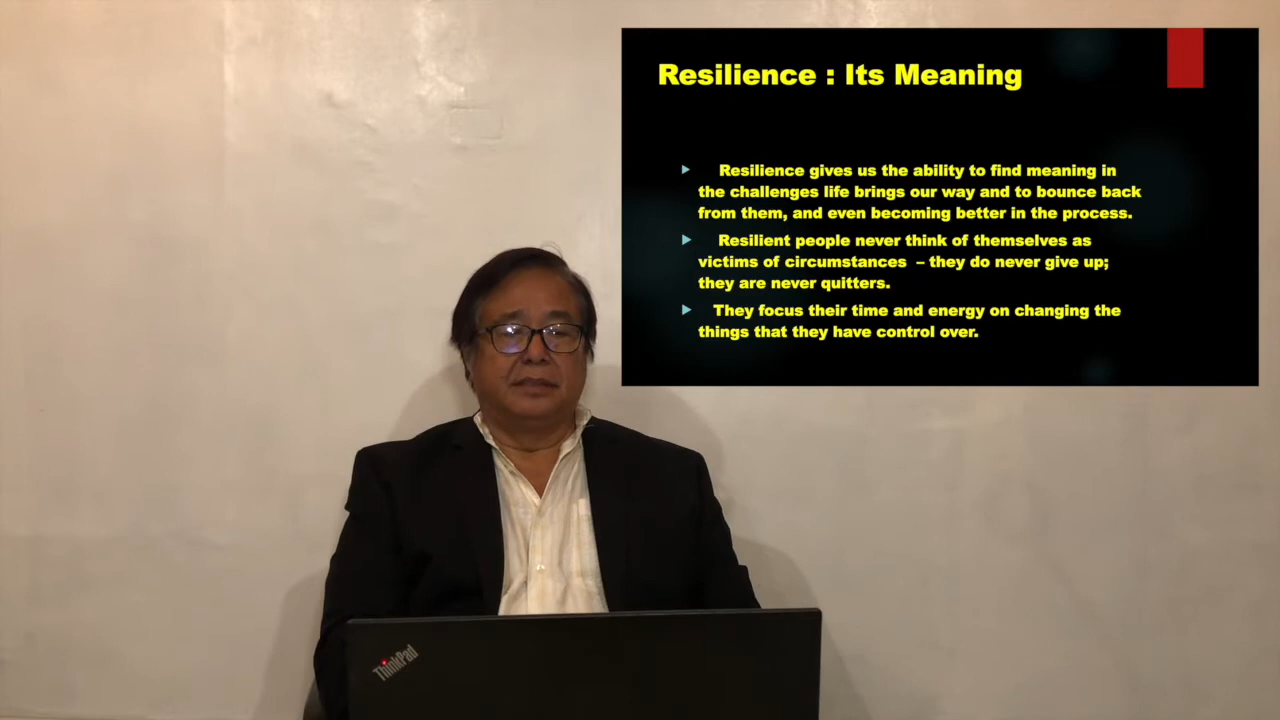 Resilience : Its Meaning
Resilience gives us the ability to find meaning in
the challenges life brings our way and to bounce back
from them, and even becoming better in the process.
Resilient people never think of themselves as
victims of circumstances – they do never give up;
they are never quitters.
They focus their time and energy on changing the
things that they have control over.
ThinkPad